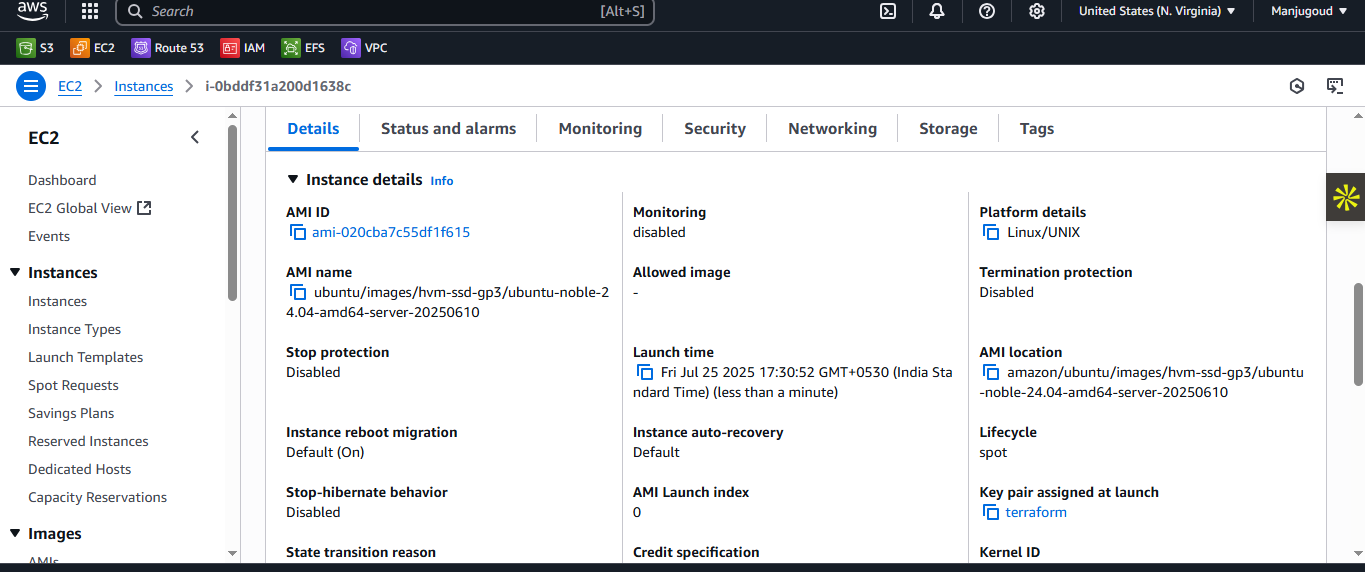 aws
Search
[Alt+S]
United States (N. Virginia)
Manjugoud
S3
EC2
Route 53
IAM
EFS
VPC
EC2
Instances
i-0bddf31a200d1638c
EC2
Dashboard
EC2 Global View
Events
Instances
Instances
Instance Types
Launch Templates
Spot Requests
Savings Plans
Reserved Instances
Dedicated Hosts
Capacity Reservations
Images
AMIs
Details
Status and alarms
Monitoring
Security
Networking
Storage
Tags
Instance details Info
AMI ID
ami-020cba7c55df1f615
Monitoring
disabled
Platform details
Linux/UNIX
AMI name
ubuntu/images/hvm-ssd-gp3/ubuntu-noble-2
4.04-amd64-server-20250610
Allowed image
-
Termination protection
Disabled
Stop protection
Disabled
Launch time
Fri Jul 25 2025 17:30:52 GMT+0530 (India Sta
ndard Time) (less than a minute)
AMI location
amazon/ubuntu/images/hvm-ssd-gp3/ubuntu
-noble-24.04-amd64-server-20250610
Instance reboot migration
Default (On)
Instance auto-recovery
Default
Lifecycle
spot
Stop-hibernate behavior
Disabled
AMI Launch index
0
Key pair assigned at launch
terraform
State transition reason
Credit specification
Kernel ID